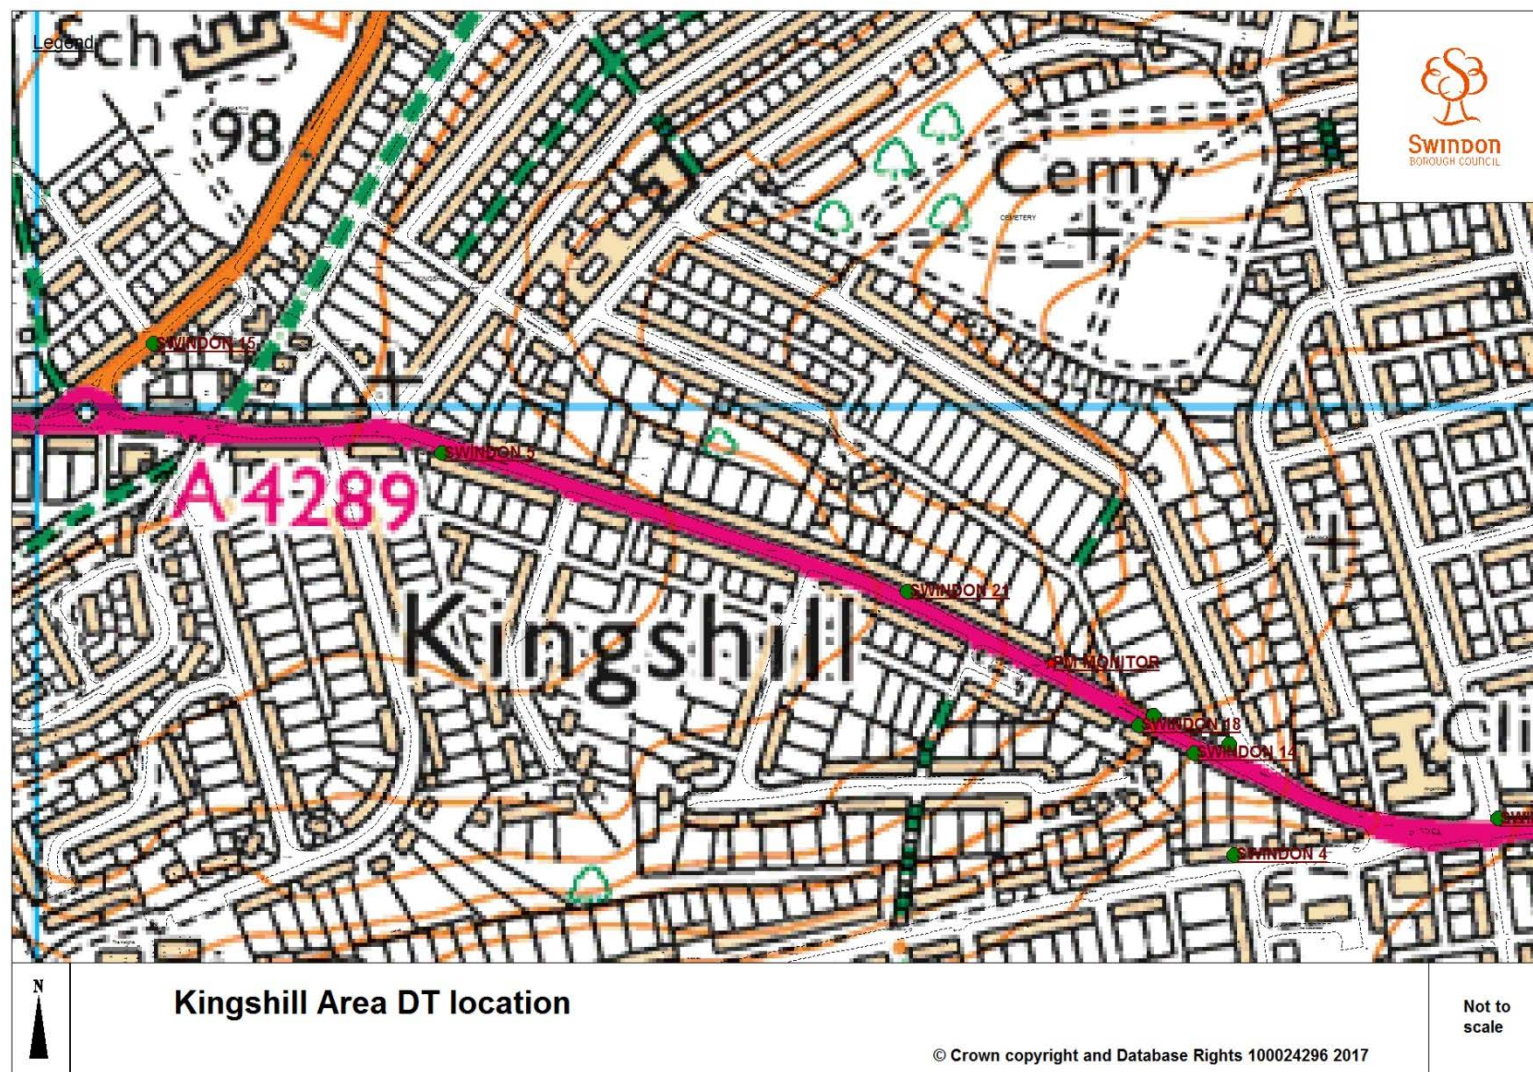 Legend
Sch
98
Cemy
CEMETERY
SWINDON
BOROUGH COUNCIL
SWINDON 15
SWINDON 5
A 4289
SWINDON 21
Kingshill
PM MONITOR
SWINDON 18
SWINDON 14
Cli
SWIN
SWINDON 4
N
Kingshill Area DT location
Not to
scale
© Crown copyright and Database Rights 100024296 2017